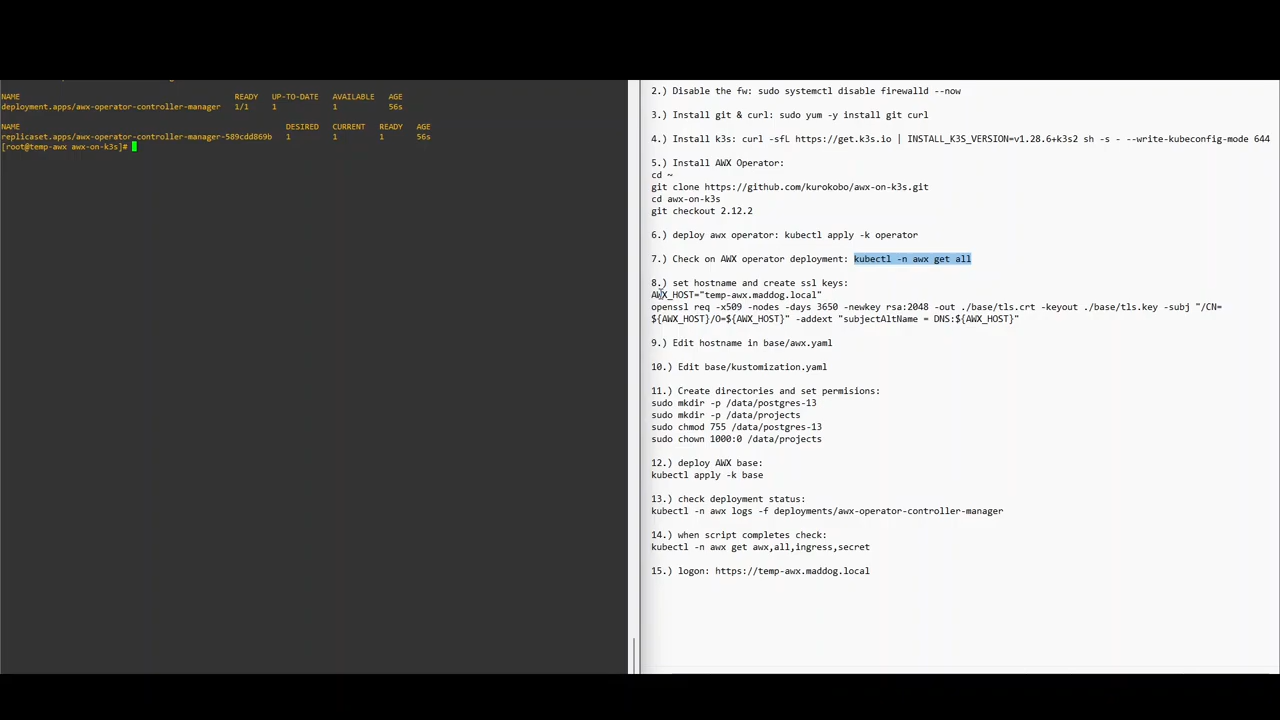 NAME READY UP-TO-DATE AVAILABLE AGE
deployment.apps/awx-operator-controller-manager 1/1 1 1 56s
NAME DESIRED CURRENT READY AGE
replicaset.apps/awx-operator-controller-manager-589cdd869b 1 1 1 56s
[root@temp-awx awx-on-k3s]#
2.) Disable the fw: sudo systemctl disable firewalld --now
3.) Install git & curl: sudo yum -y install git curl
4.) Install k3s: curl -sfL https://get.k3s.io | INSTALL_K3S_VERSION=v1.28.6+k3s2 sh -s - --write-kubeconfig-mode 644
5.) Install AWX Operator:
cd ~
git clone https://github.com/kurokobo/awx-on-k3s.git
cd awx-on-k3s
git checkout 2.12.2
6.) deploy awx operator: kubectl apply -k operator
7.) Check on AWX operator deployment: kubectl -n awx get all
8.) set hostname and create ssl keys:
AWX_HOST="temp-awx.maddog.local"
openssl req -x509 -nodes -days 3650 -newkey rsa:2048 -out ./base/tls.crt -keyout ./base/tls.key -subj "/CN=
${AWX_HOST}/O=${AWX_HOST}" -addext "subjectAltName = DNS:${AWX_HOST}"
9.) Edit hostname in base/awx.yaml
10.) Edit base/kustomization.yaml
11.) Create directories and set permisions:
sudo mkdir -p /data/postgres-13
sudo mkdir -p /data/projects
sudo chmod 755 /data/postgres-13
sudo chown 1000:0 /data/projects
12.) deploy AWX base:
kubectl apply -k base
13.) check deployment status:
kubectl -n awx logs -f deployments/awx-operator-controller-manager
14.) when script completes check:
kubectl -n awx get awx,all,ingress,secret
15.) logon: https://temp-awx.maddog.local